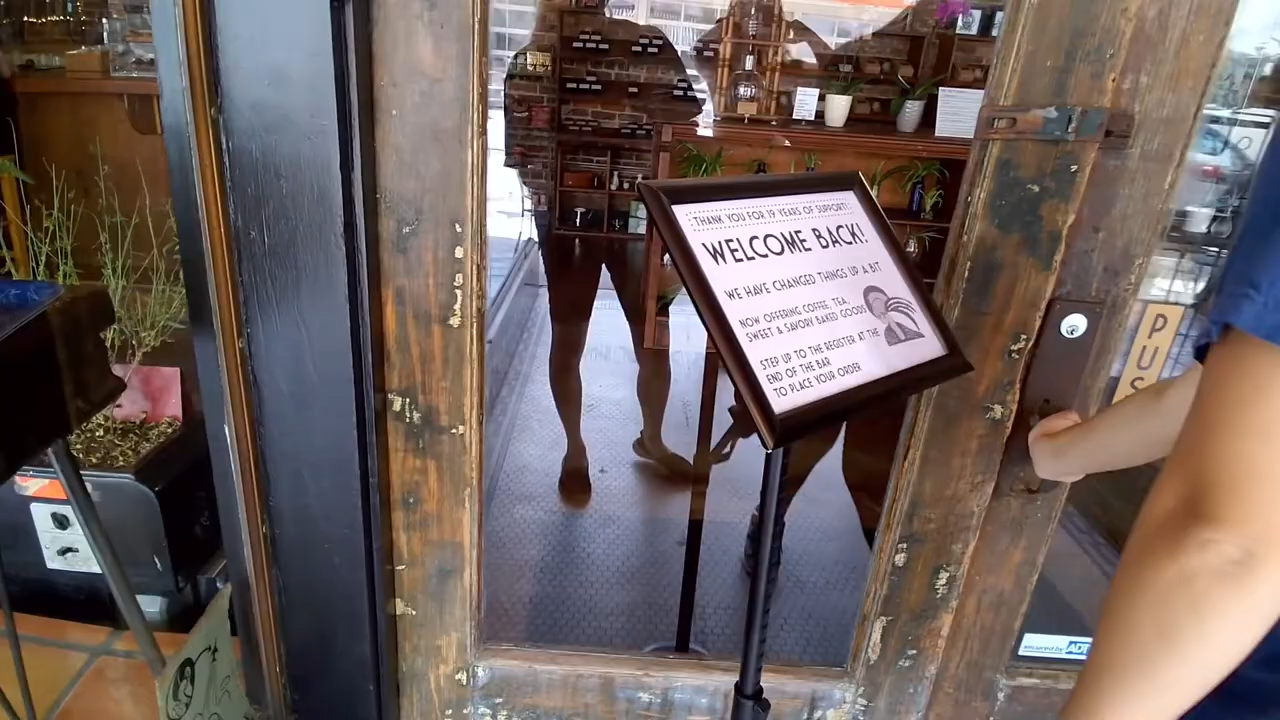 THANK YOU FOR 19 YEARS OF SUPPORT!
WELCOME BACK!
WE HAVE CHANGED THINGS UP A BIT
NOW OFFERING COFFEE, TEA,
SWEET & SAVORY BAKED GOODS
STEP UP TO THE REGISTER AT THE
END OF THE BAR
TO PLACE YOUR ORDER
PUS
secured by ADT